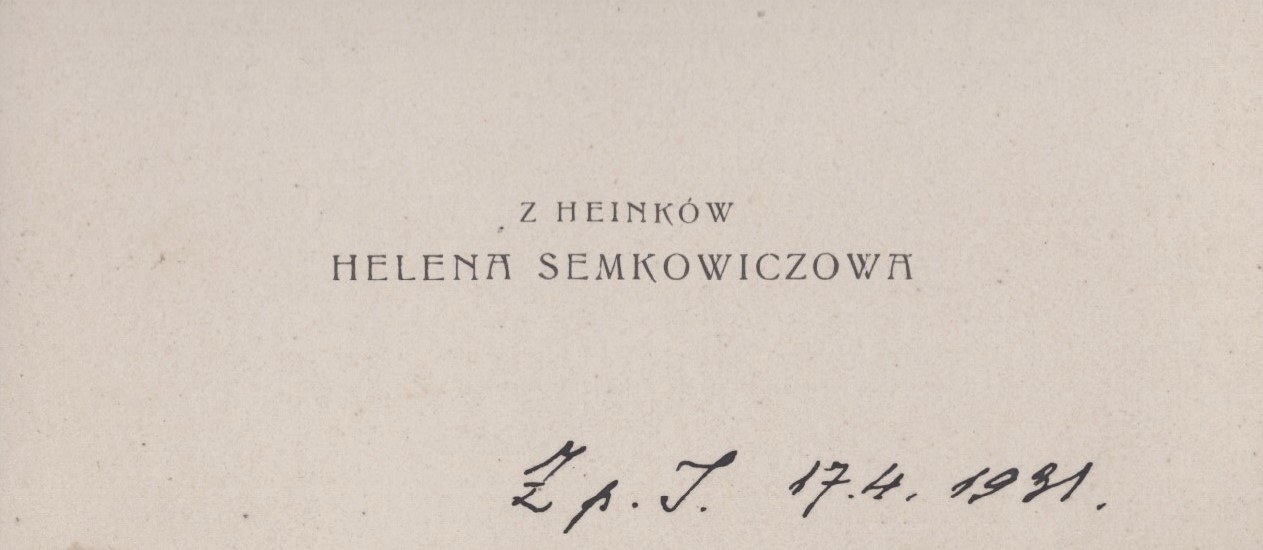 Z HEINKÓW
HELENA SEMKOWICZOWA
Z p. J. 17.4. 1931.